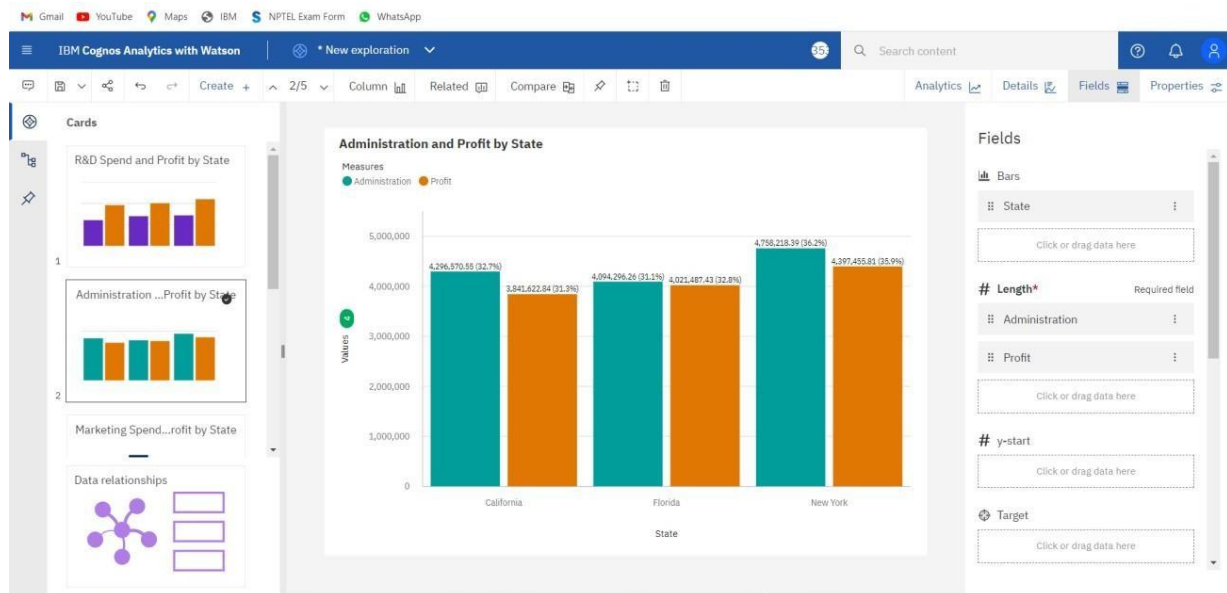 Gmail YouTube Maps IBM NPTEL Exam Form WhatsApp
IBM Cognos Analytics with Watson * New exploration 353 Search content
Create + 2/5 Column Related Compare Analytics Details Fields Properties
Cards
R&D Spend and Profit by State
1
Administration ...Profit by State
2
Marketing Spend...rofit by State
Data relationships
Administration and Profit by State
Measures
Administration Profit
5,000,000
4,000,000
3,000,000
2,000,000
1,000,000
0
Values
4
4,296,570.55 (32.7%)
3,841,622.84 (31.3%)
4,094,296.26 (31.1%)
4,021,487.43 (32.8%)
4,758,218.39 (36.2%)
4,397,455.81 (35.9%)
California Florida New York
State
Fields
Bars
State
Click or drag data here
# Length* Required field
Administration
Profit
Click or drag data here
# y-start
Click or drag data here
Target
Click or drag data here